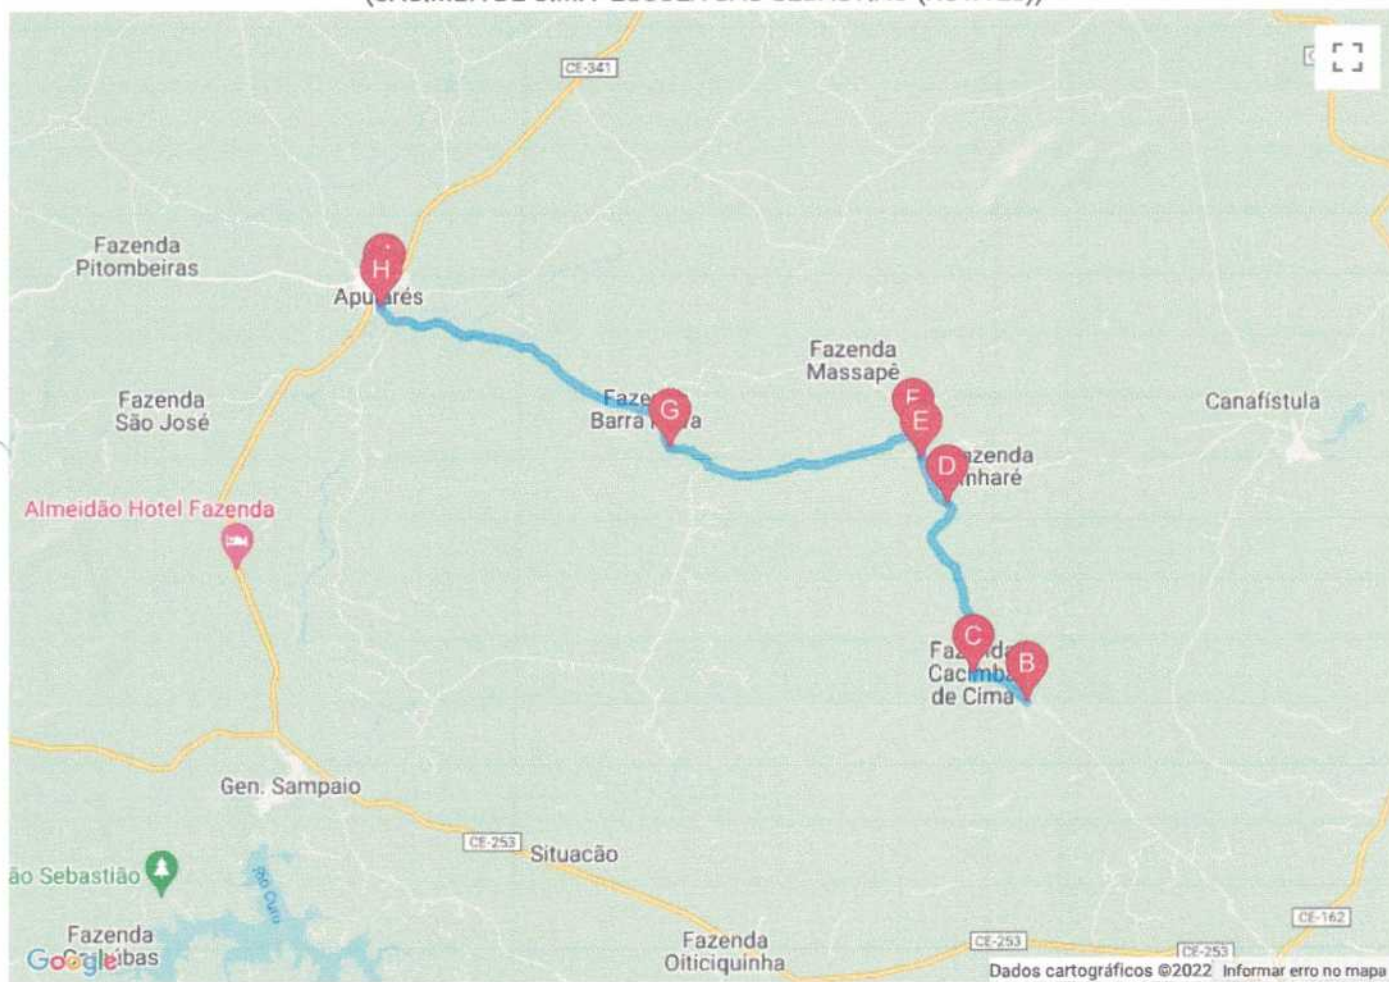 CE-341
Fazenda
Pitombeiras
H
Apuiarés
Fazenda
Massapê
Fazenda
São José
G
Barra
F
E
Canafístula
D
Almeidão Hotel Fazenda
C
B
Cacimba
de Cima
Gen. Sampaio
CE-253
Situacão
ão Sebastião
Rio Curu
CE-162
Fazenda
Fazenda
Oiticiquinha
CE-253
CE-253
Google
Dados cartográficos ©2022 Informar erro no mapa